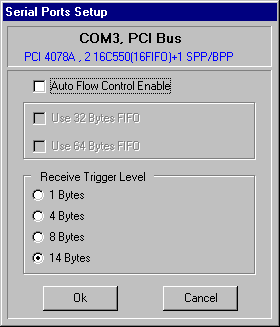 Serial Ports Setup
COM3, PCI Bus
PCI 4078A , 2 16C550(16FIFO)+1 SPP/BPP
Auto Flow Control Enable
Use 32 Bytes FIFO
Use 64 Bytes FIFO
Receive Trigger Level
1 Bytes
4 Bytes
8 Bytes
14 Bytes
Ok Cancel